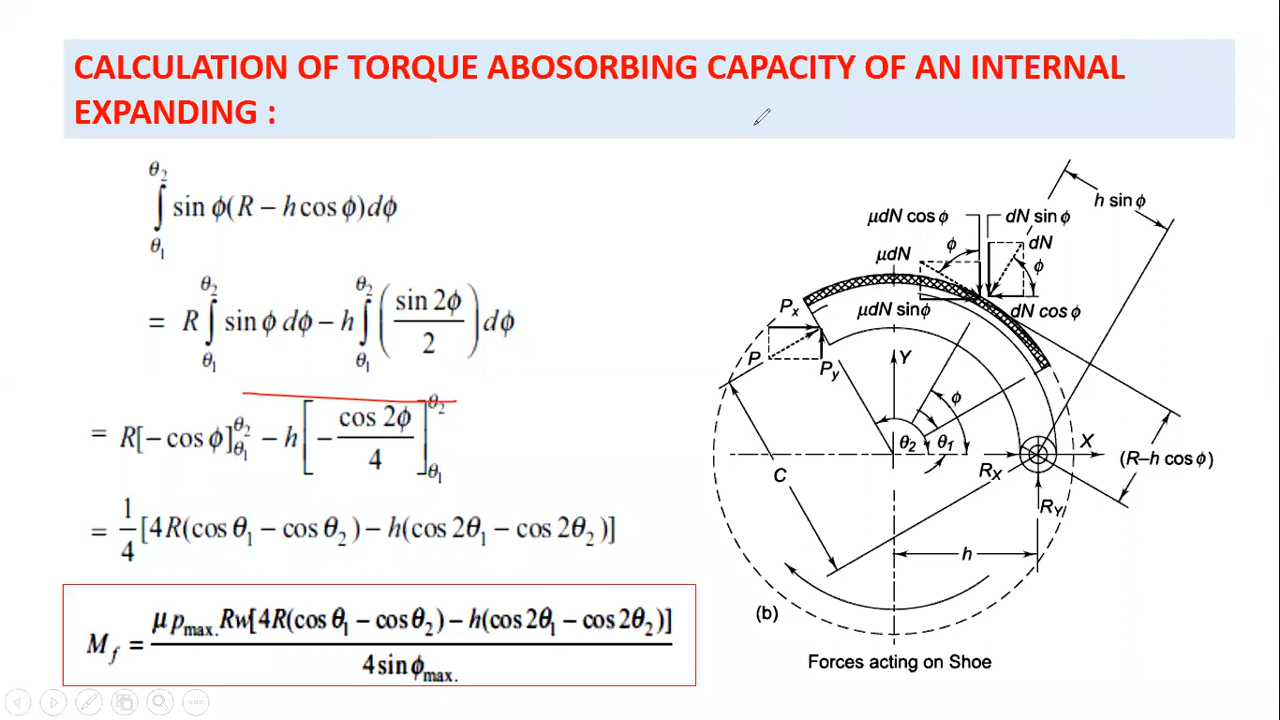 CALCULATION OF TORQUE ABOSORBING CAPACITY OF AN INTERNAL
EXPANDING :
∫_{θ₁}^{θ₂} sin ϕ(R − h cos ϕ)dϕ
= R ∫_{θ₁}^{θ₂} sin ϕ dϕ − h ∫_{θ₁}^{θ₂} (sin 2ϕ / 2) dϕ
= R[− cos ϕ]_{θ₁}^{θ₂} − h[− cos 2ϕ / 4]_{θ₁}^{θ₂}
= 1/4 [4R(cos θ₁ − cos θ₂) − h(cos 2θ₁ − cos 2θ₂)]
M_f = μ p_{max.} Rw[4R(cos θ₁ − cos θ₂) − h(cos 2θ₁ − cos 2θ₂)] / 4 sin ϕ_{max.}
h sin ϕ
μdN cos ϕ
dN sin ϕ
dN
μdN
ϕ
ϕ
P_x
μdN sinϕ
dN cos ϕ
P
P_y
Y
ϕ
θ₂
θ₁
X
(R–h cos ϕ)
C
R_X
R_Y
h
(b)
Forces acting on Shoe